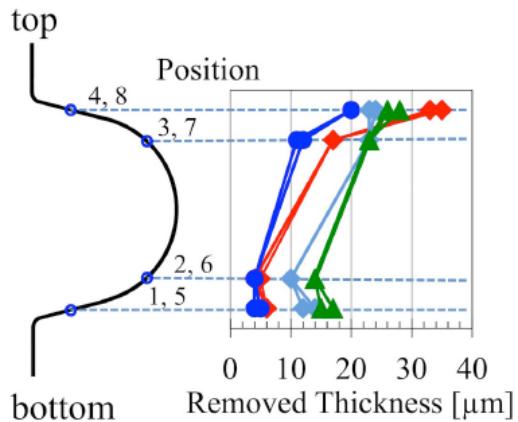 top
Position
4, 8
3, 7
2, 6
1, 5
0 10 20 30 40
bottom
Removed Thickness [µm]